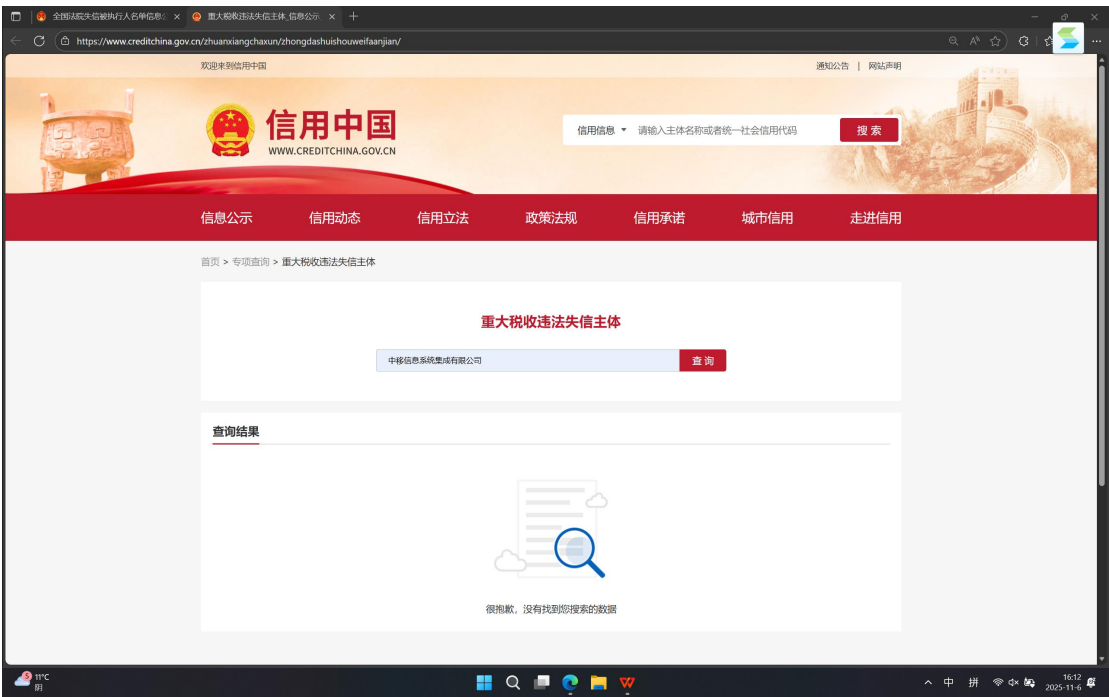 全国法院失信被执行人名单信息公 重大税收违法失信主体_信息公示
https://www.creditchina.gov.cn/zhuanxiangchaxun/zhongdashuishouweifaanjian/
欢迎来到信用中国 通知公告 | 网站声明
信用中国
WWW.CREDITCHINA.GOV.CN
信用信息 请输入主体名称或者统一社会信用代码 搜索
信息公示 信用动态 信用立法 政策法规 信用承诺 城市信用 走进信用
首页 > 专项查询 > 重大税收违法失信主体
重大税收违法失信主体
中移信息系统集成有限公司 查询
查询结果
很抱歉，没有找到您搜索的数据
5 11°C
阴
中 拼 16:12
2025-11-6